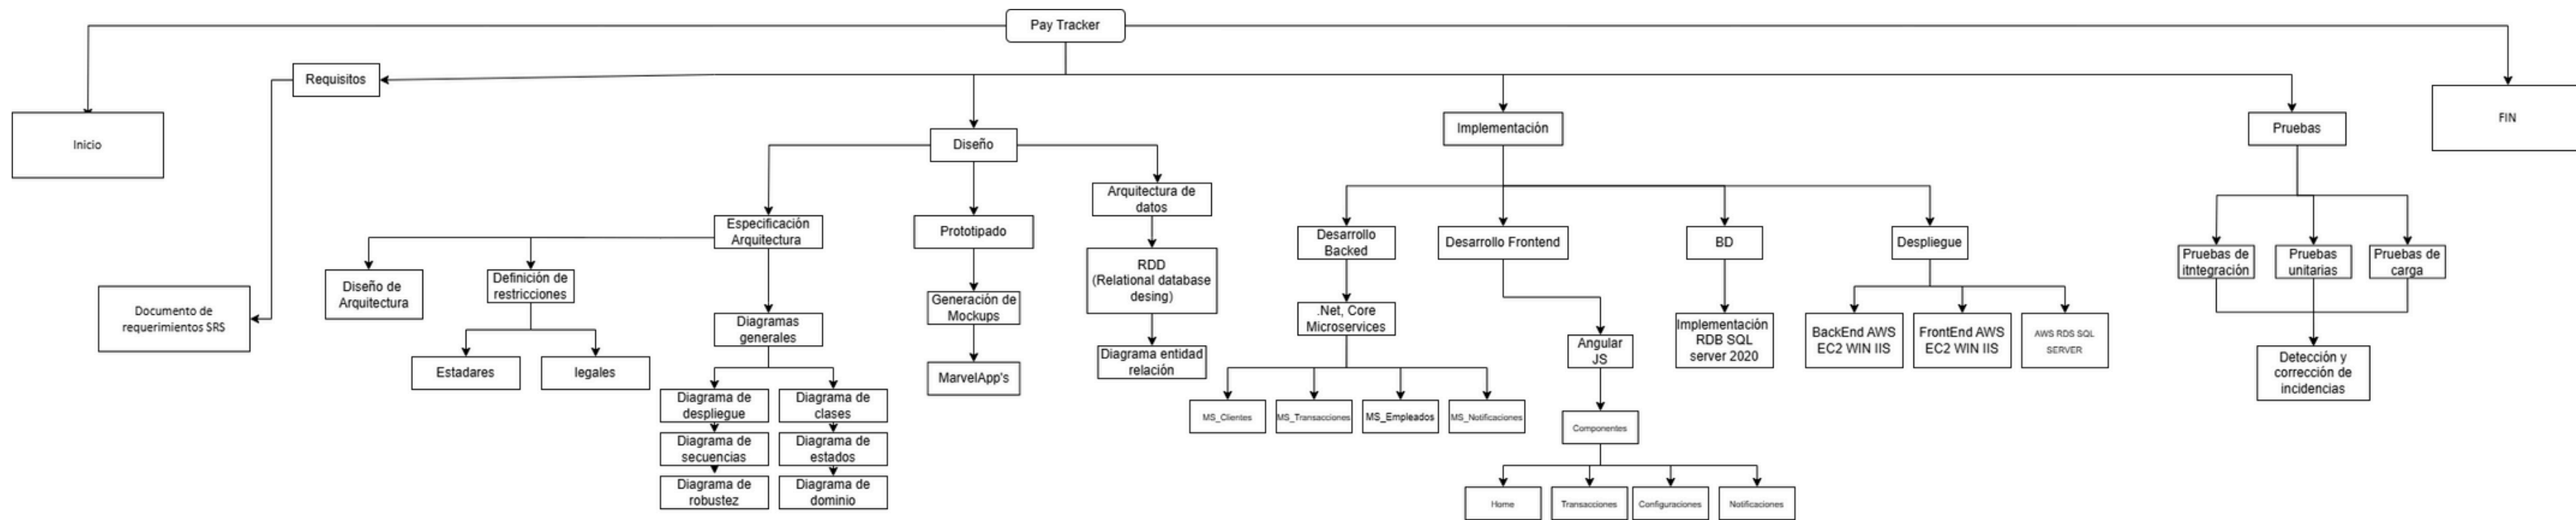 Pay Tracker
Requisitos
Inicio
FIN
Diseño
Implementación
Pruebas
Documento de
requerimientos SRS
Especificación
Arquitectura
Prototipado
Arquitectura de
datos
Diseño de
Arquitectura
Definición de
restricciones
Estadares
legales
Diagramas
generales
Diagrama de
despliegue
Diagrama de
clases
Diagrama de
secuencias
Diagrama de
estados
Diagrama de
robustez
Diagrama de
dominio
Generación de
Mockups
MarvelApp's
RDD
(Relational database
desing)
Diagrama entidad
relación
Desarrollo
Backed
Desarrollo Frontend
BD
Despliegue
.Net, Core
Microservices
MS_Clientes
MS_Transacciones
MS_Empleados
MS_Notificaciones
Angular
JS
Componentes
Home
Transacciones
Configuraciones
Notificaciones
Implementación
RDB SQL
server 2020
BackEnd AWS
EC2 WIN IIS
FrontEnd AWS
EC2 WIN IIS
AWS RDS SQL
SERVER
Pruebas de
itntegración
Pruebas
unitarias
Pruebas de
carga
Detección y
corrección de
incidencias